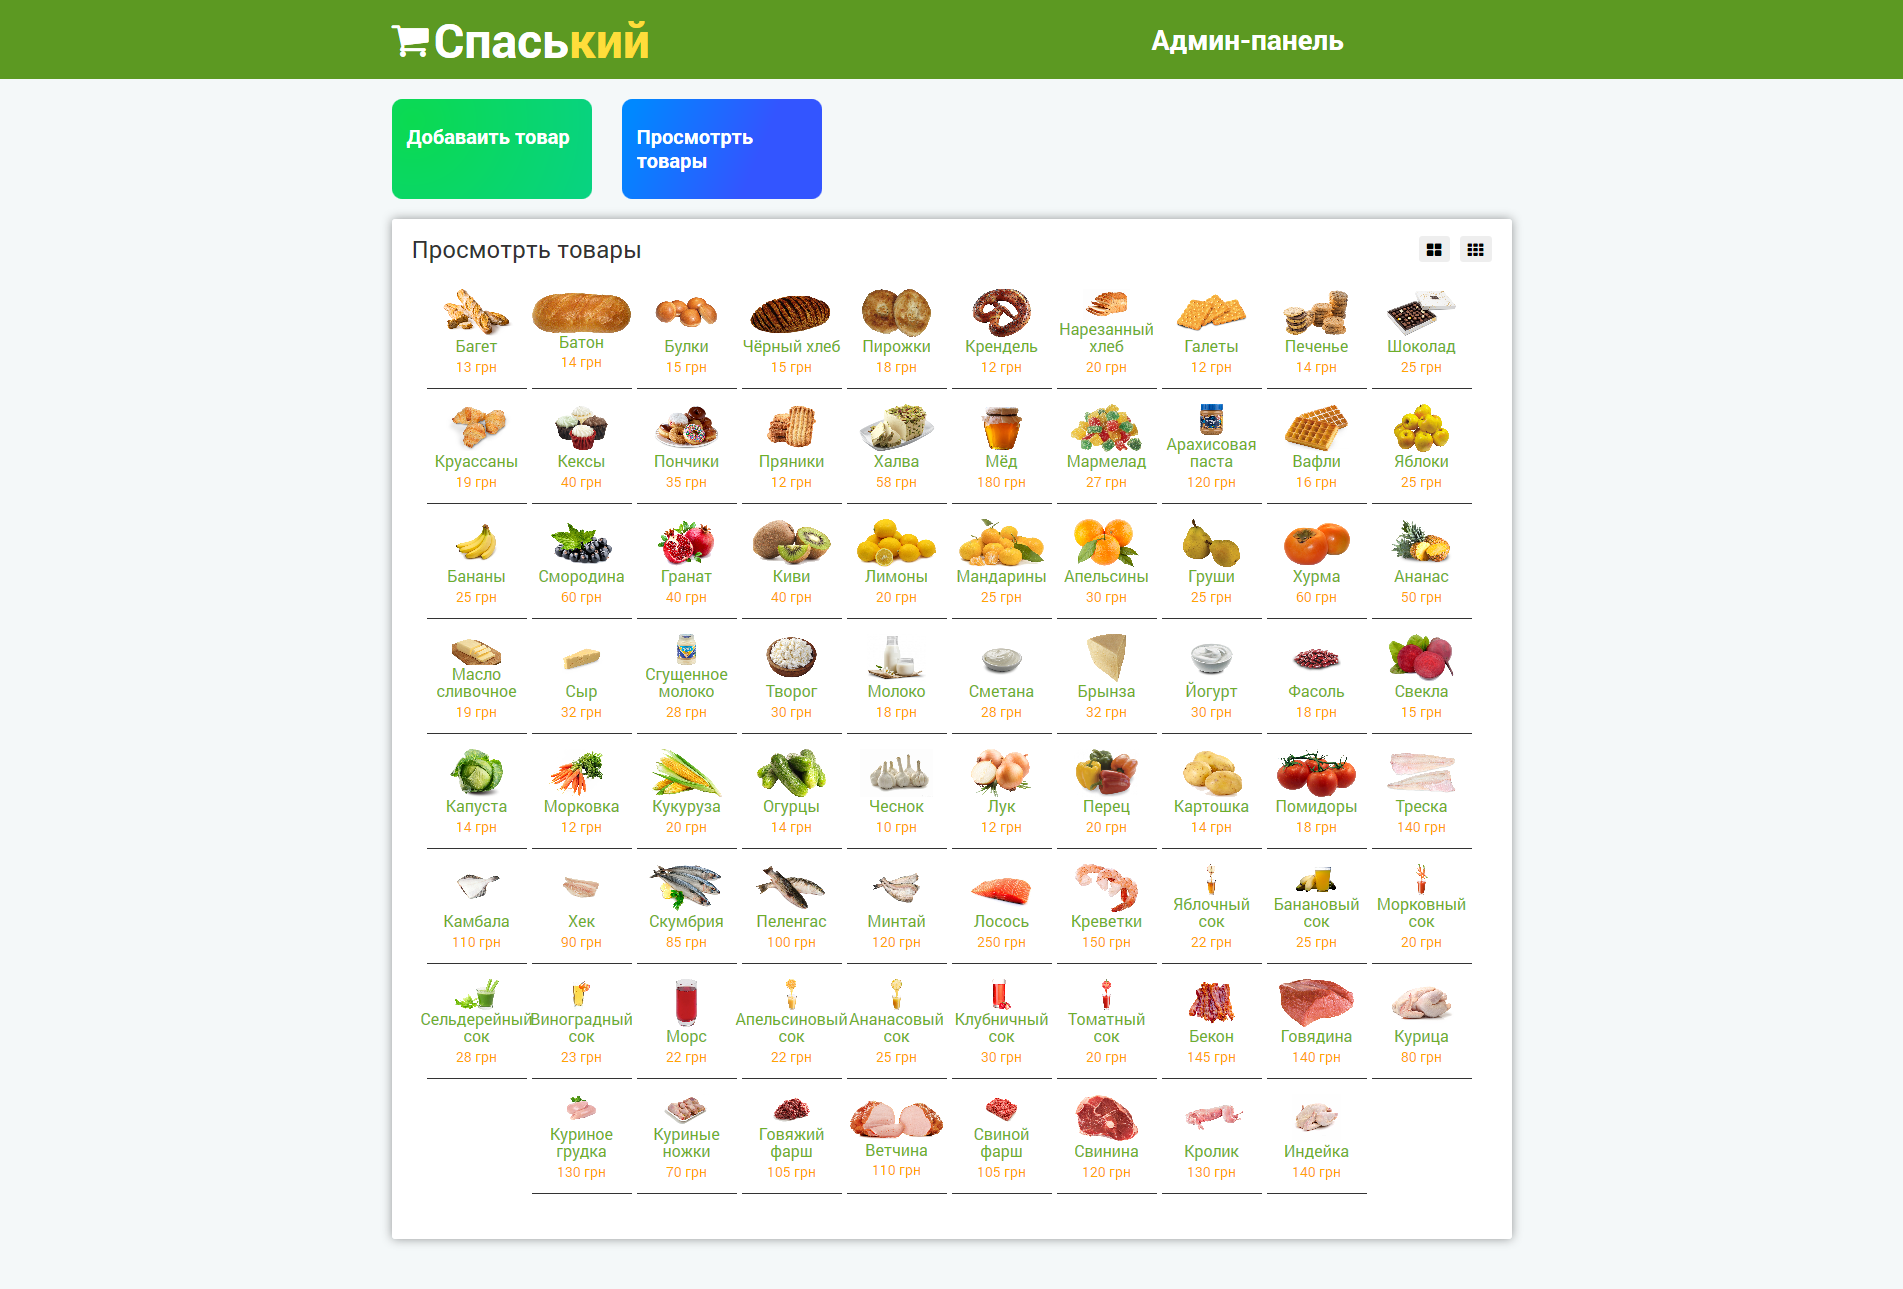 Спаський
Админ-панель
Добаваить товар
Просмотрть
товары
Просмотрть товары
Багет
13 грн
Батон
14 грн
Булки
15 грн
Чёрный хлеб
15 грн
Пирожки
18 грн
Крендель
12 грн
Нарезанный
хлеб
20 грн
Галеты
12 грн
Печенье
14 грн
Шоколад
25 грн
Круассаны
19 грн
Кексы
40 грн
Пончики
35 грн
Пряники
12 грн
Халва
58 грн
Мёд
180 грн
Мармелад
27 грн
Арахисовая
паста
120 грн
Вафли
16 грн
Яблоки
25 грн
Бананы
25 грн
Смородина
60 грн
Гранат
40 грн
Киви
40 грн
Лимоны
20 грн
Мандарины
25 грн
Апельсины
30 грн
Груши
25 грн
Хурма
60 грн
Ананас
50 грн
Масло
сливочное
19 грн
Сыр
32 грн
Сгущенное
молоко
28 грн
Творог
30 грн
Молоко
18 грн
Сметана
28 грн
Брынза
32 грн
Йогурт
30 грн
Фасоль
18 грн
Свекла
15 грн
Капуста
14 грн
Морковка
12 грн
Кукуруза
20 грн
Огурцы
14 грн
Чеснок
10 грн
Лук
12 грн
Перец
20 грн
Картошка
14 грн
Помидоры
18 грн
Треска
140 грн
Камбала
110 грн
Хек
90 грн
Скумбрия
85 грн
Пеленгас
100 грн
Минтай
120 грн
Лосось
250 грн
Креветки
150 грн
Яблочный
сок
22 грн
Банановый
сок
25 грн
Морковный
сок
20 грн
Сельдерейный
сок
28 грн
Виноградный
сок
23 грн
Морс
22 грн
Апельсиновый
сок
22 грн
Ананасовый
сок
25 грн
Клубничный
сок
30 грн
Томатный
сок
20 грн
Бекон
145 грн
Говядина
140 грн
Курица
80 грн
Куриное
грудка
130 грн
Куриные
ножки
70 грн
Говяжий
фарш
105 грн
Ветчина
110 грн
Свиной
фарш
105 грн
Свинина
120 грн
Кролик
130 грн
Индейка
140 грн